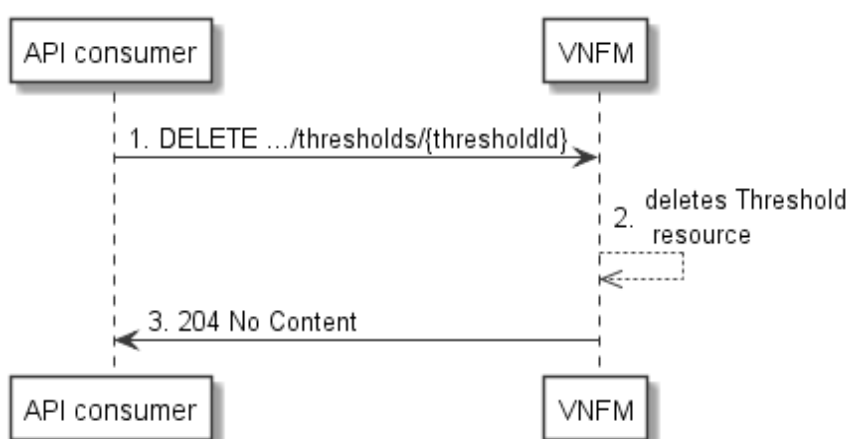 API consumer
VNFM
1. DELETE .../thresholds/{thresholdId}
2. deletes Threshold
resource
3. 204 No Content
API consumer
VNFM